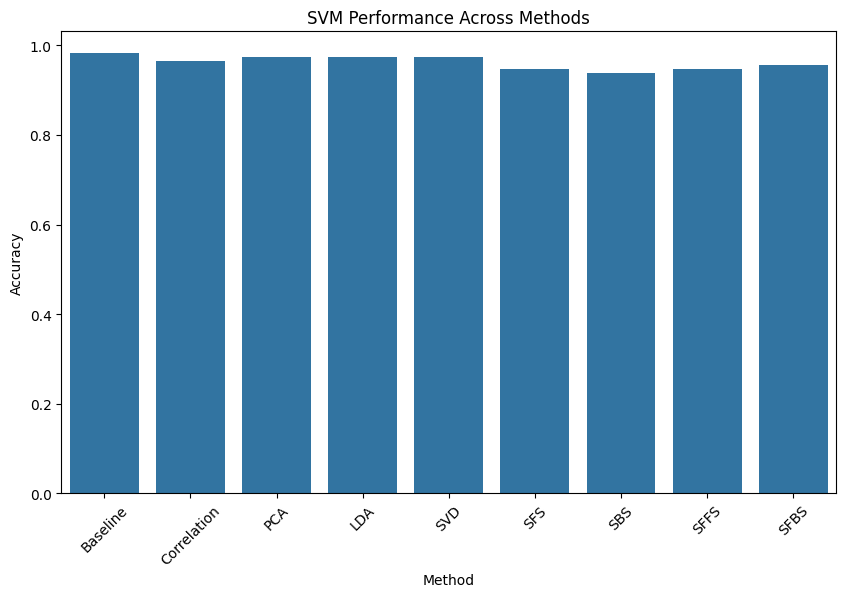 SVM Performance Across Methods
1.0
0.8
0.6
0.4
0.2
0.0
Accuracy
Baseline
Correlation
PCA
LDA
SVD
SFS
SBS
SFFS
SFBS
Method